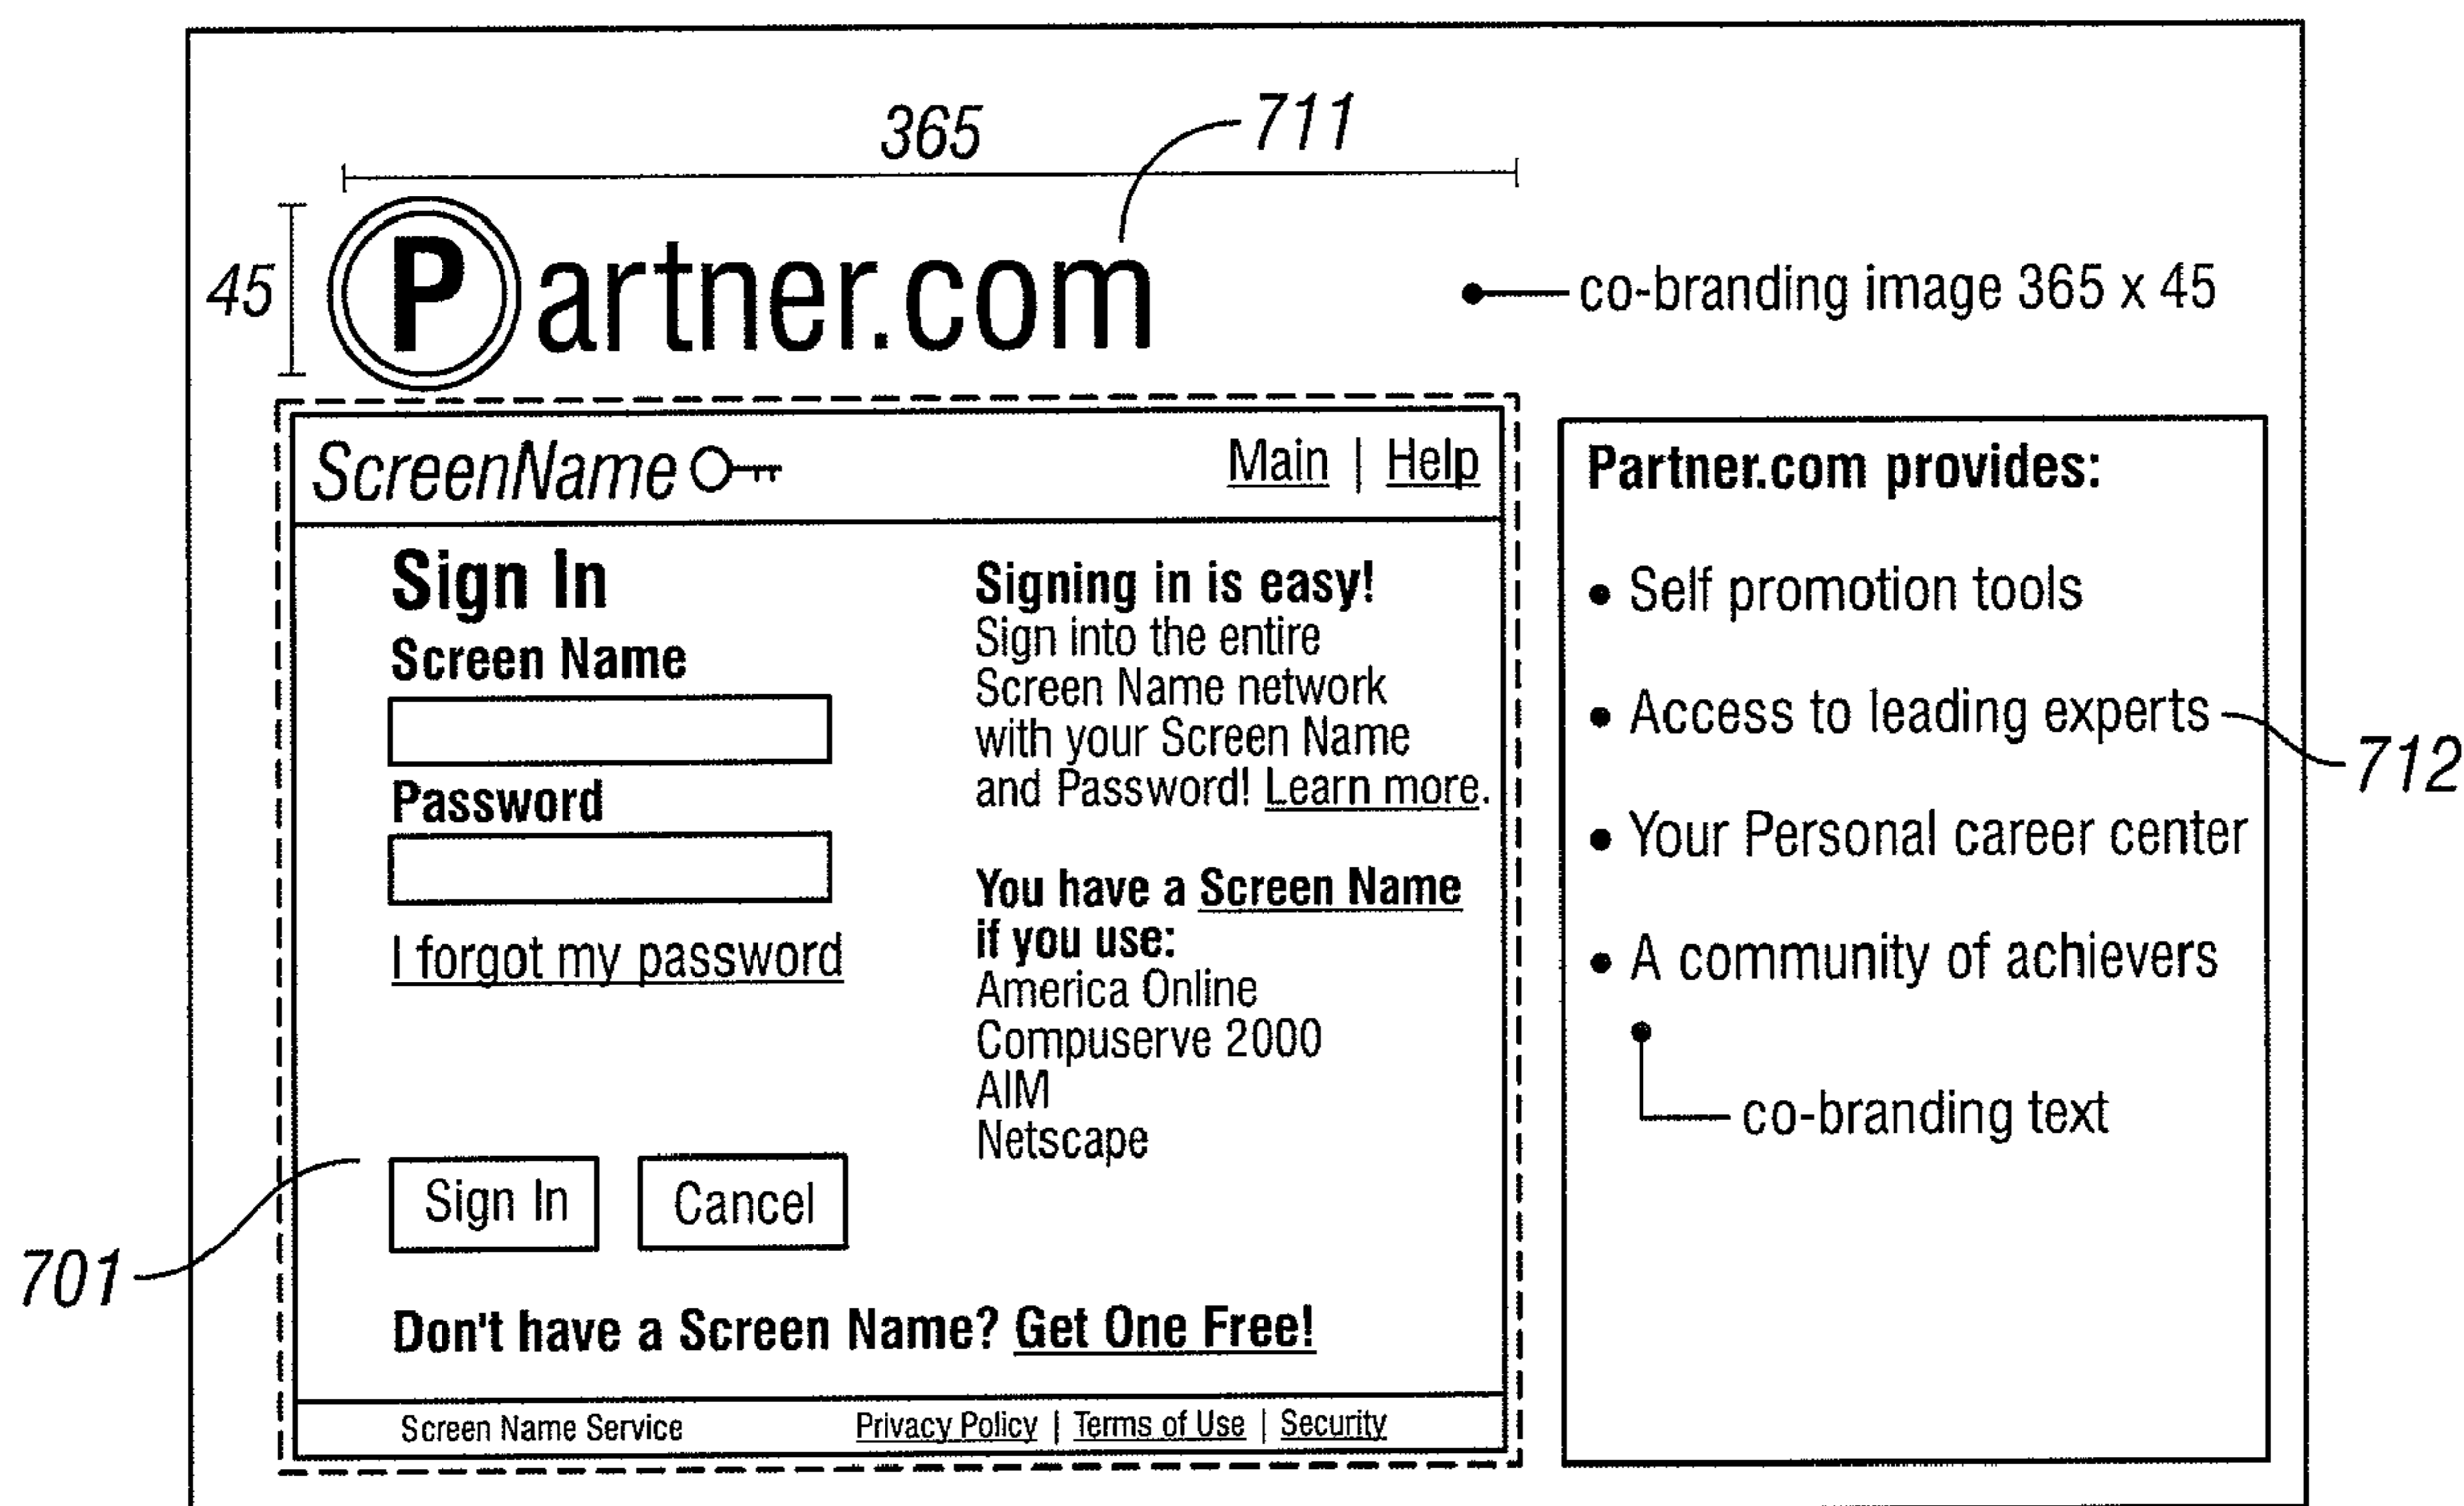 365
711
45
Partner.com
co-branding image 365 x 45
ScreenName
Main | Help
Sign In
Screen Name
Password
I forgot my password
Sign In
Cancel
Signing in is easy!
Sign into the entire
Screen Name network
with your Screen Name
and Password! Learn more.
You have a Screen Name
if you use:
America Online
Compuserve 2000
AIM
Netscape
701
Don't have a Screen Name? Get One Free!
Screen Name Service
Privacy Policy | Terms of Use | Security
Partner.com provides:
• Self promotion tools
• Access to leading experts
712
• Your Personal career center
• A community of achievers
co-branding text